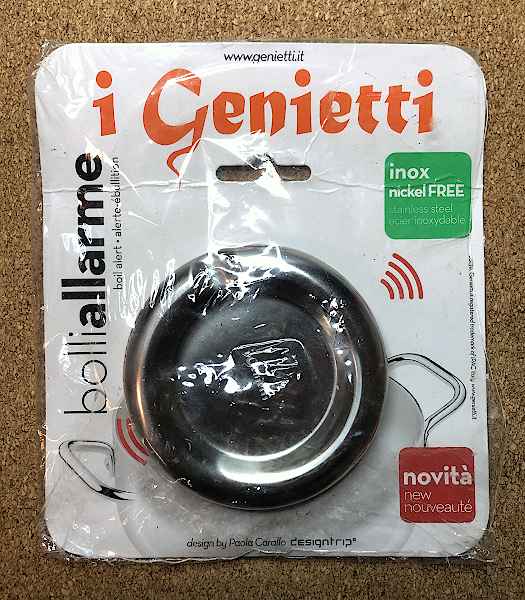 www.genietti.it
i Genietti
bolliallarme
boil alert • alerte-ébullition
inox
nickel FREE
stainless steel
acier inoxydable
novità
new
nouveauté
design by Paola Carallo designtrip®